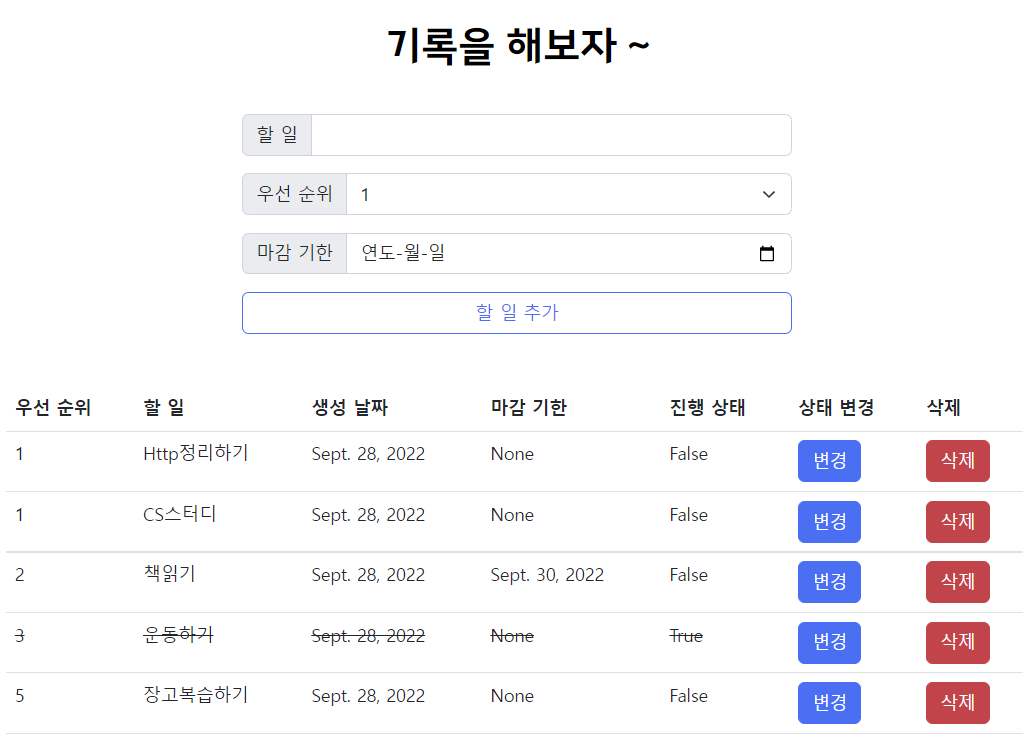 기록을 해보자 ~
할 일
우선 순위 1
마감 기한 연도-월-일
할 일 추가
우선 순위 할 일 생성 날짜 마감 기한 진행 상태 상태 변경 삭제
1 Http정리하기 Sept. 28, 2022 None False 변경 삭제
1 CS스터디 Sept. 28, 2022 None False 변경 삭제
2 책읽기 Sept. 28, 2022 Sept. 30, 2022 False 변경 삭제
3 운동하기 Sept. 28, 2022 None True 변경 삭제
5 장고복습하기 Sept. 28, 2022 None False 변경 삭제